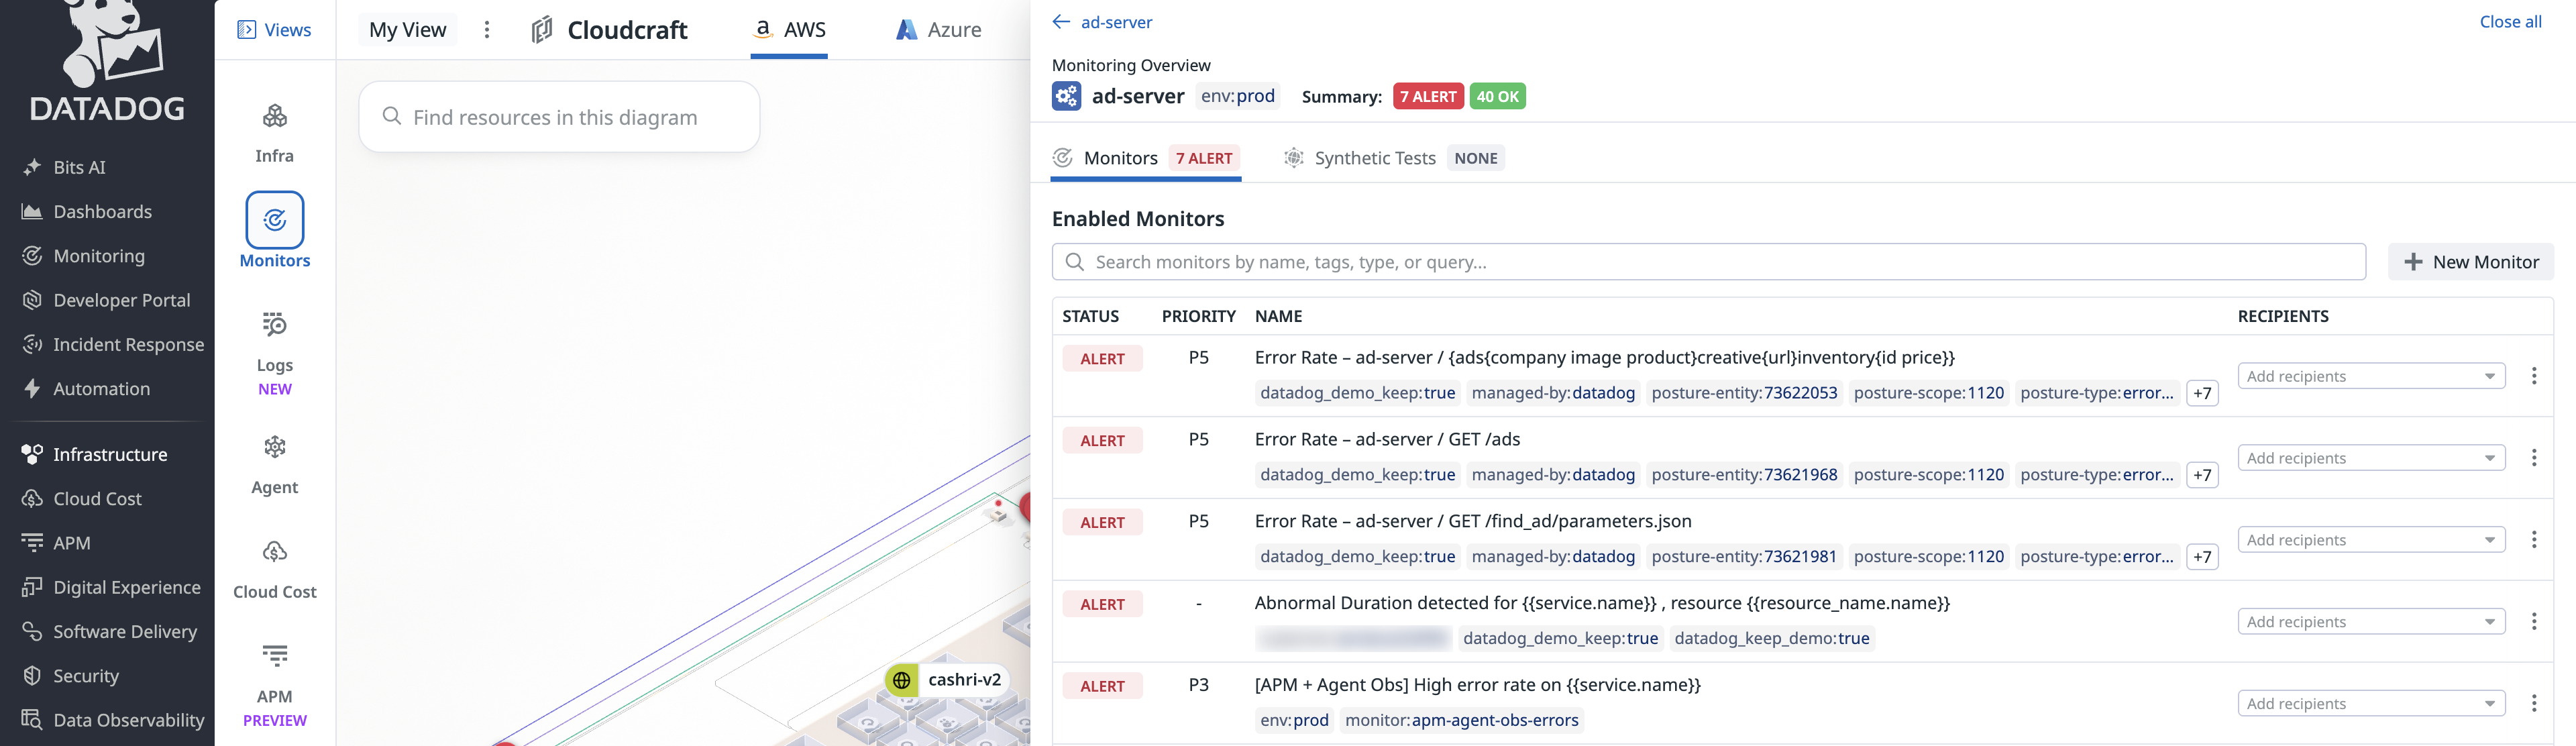 DATADOG
Bits AI
Dashboards
Monitoring
Developer Portal
Incident Response
Automation
Infrastructure
Cloud Cost
APM
Digital Experience
Software Delivery
Security
Data Observability
Views
Infra
Monitors
Logs
NEW
Agent
Cloud Cost
APM
PREVIEW
My View
Cloudcraft
AWS
Azure
Find resources in this diagram
cashri-v2
ad-server
Close all
Monitoring Overview
ad-server env:prod Summary: 7 ALERT 40 OK
Monitors 7 ALERT Synthetic Tests NONE
Enabled Monitors
Search monitors by name, tags, type, or query...
New Monitor
STATUS PRIORITY NAME RECIPIENTS
ALERT P5 Error Rate – ad-server / {ads{company image product}creative{url}inventory{id price}}
Add recipients
datadog_demo_keep:true managed-by:datadog posture-entity:73622053 posture-scope:1120 posture-type:error... +7
ALERT P5 Error Rate – ad-server / GET /ads
Add recipients
datadog_demo_keep:true managed-by:datadog posture-entity:73621968 posture-scope:1120 posture-type:error... +7
ALERT P5 Error Rate – ad-server / GET /find_ad/parameters.json
Add recipients
datadog_demo_keep:true managed-by:datadog posture-entity:73621981 posture-scope:1120 posture-type:error... +7
ALERT - Abnormal Duration detected for {{service.name}} , resource {{resource_name.name}}
Add recipients
datadog_demo_keep:true datadog_keep_demo:true
ALERT P3 [APM + Agent Obs] High error rate on {{service.name}}
Add recipients
env:prod monitor:apm-agent-obs-errors